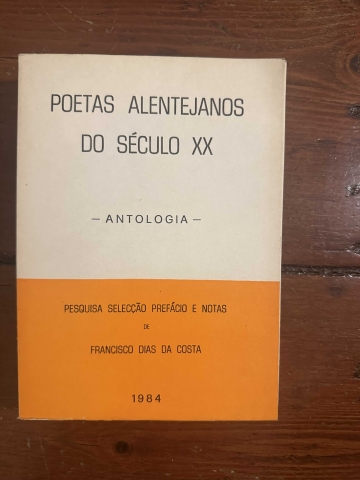 POETAS ALENTEJANOS
DO SÉCULO XX
– ANTOLOGIA –
PESQUISA SELECÇÃO PREFÁCIO E NOTAS
DE
FRANCISCO DIAS DA COSTA
1984